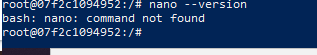 root@07f2c1094952:/# nano --version
bash: nano: command not found
root@07f2c1094952:/#